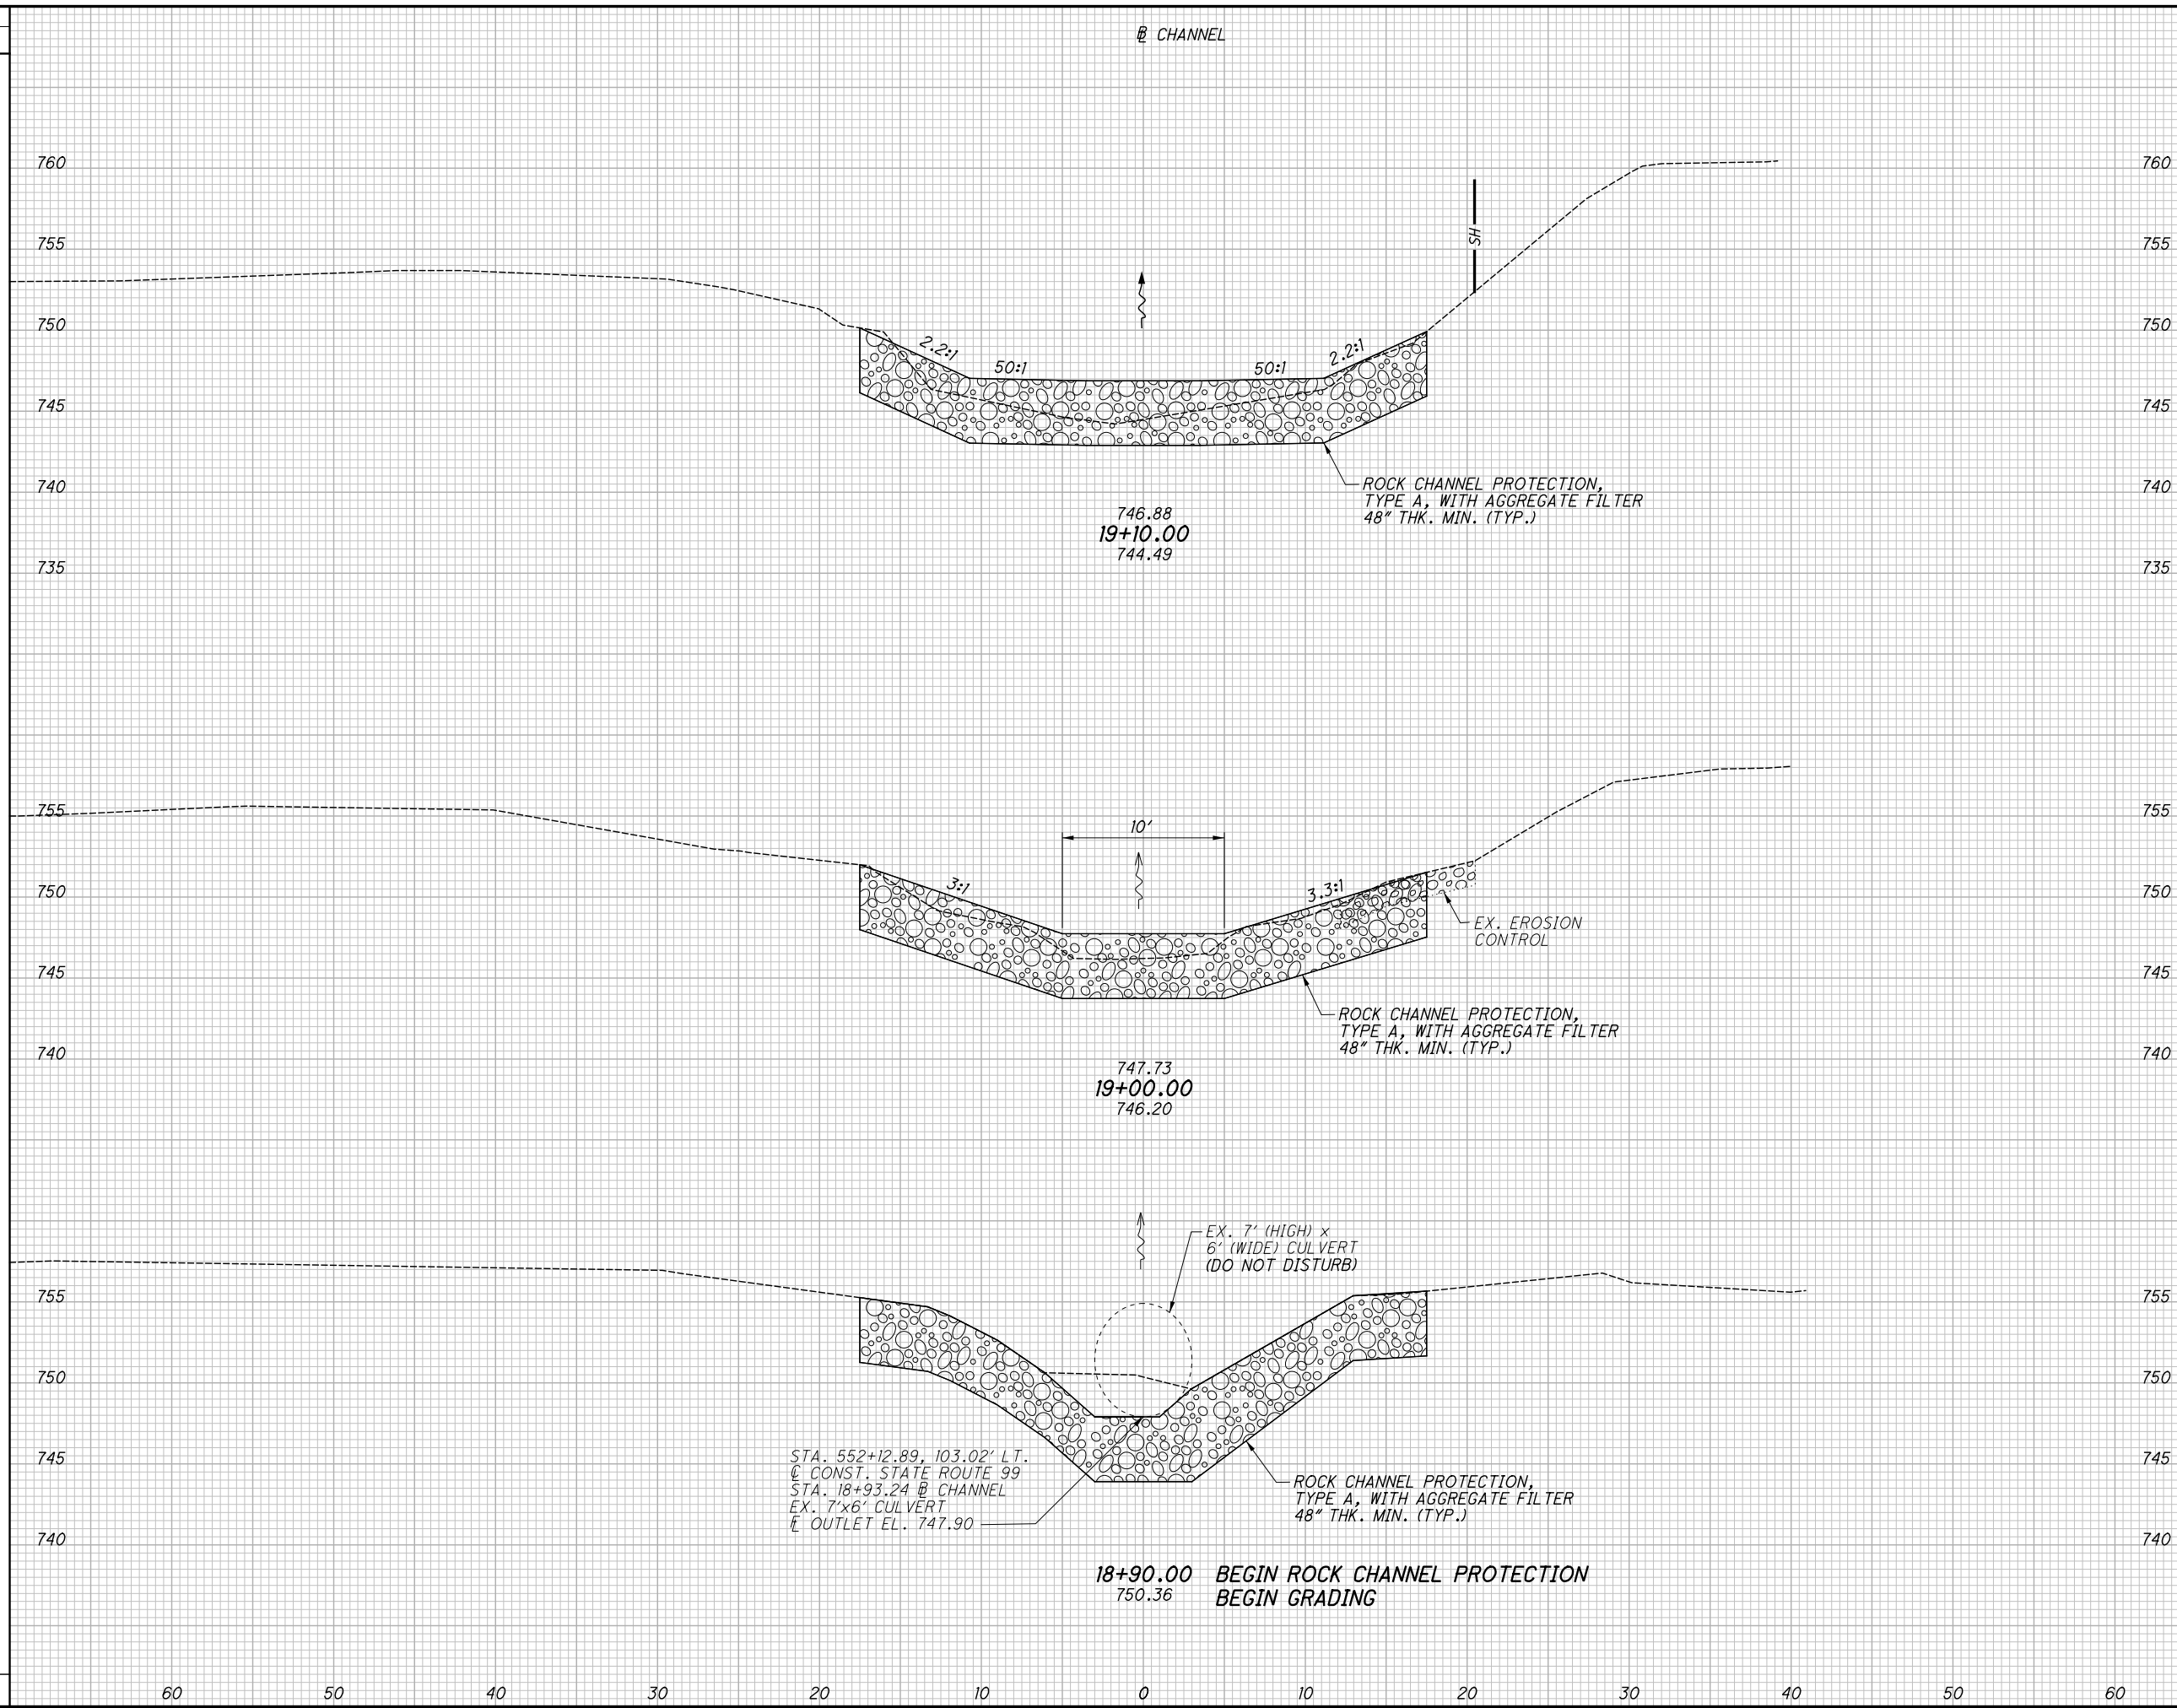 ℄ CHANNEL
760 760
755 755
SH
750 750
2.2:1 50:1 50:1 2.2:1
745 745
740 740
ROCK CHANNEL PROTECTION,
TYPE A, WITH AGGREGATE FILTER
48" THK. MIN. (TYP.)
746.88
19+10.00
744.49
735 735
755 755
10'
750 750
3:1 3.3:1
EX. EROSION
CONTROL
745 745
ROCK CHANNEL PROTECTION,
TYPE A, WITH AGGREGATE FILTER
48" THK. MIN. (TYP.)
740 740
747.73
19+00.00
746.20
EX. 7' (HIGH) x
6' (WIDE) CULVERT
(DO NOT DISTURB)
755 755
750 750
745 745
STA. 552+12.89, 103.02' LT.
℄ CONST. STATE ROUTE 99
STA. 18+93.24 BL CHANNEL
EX. 7'x6' CULVERT
FL OUTLET EL. 747.90
ROCK CHANNEL PROTECTION,
TYPE A, WITH AGGREGATE FILTER
48" THK. MIN. (TYP.)
740 740
18+90.00 BEGIN ROCK CHANNEL PROTECTION
750.36 BEGIN GRADING
60 50 40 30 20 10 0 10 20 30 40 50 60